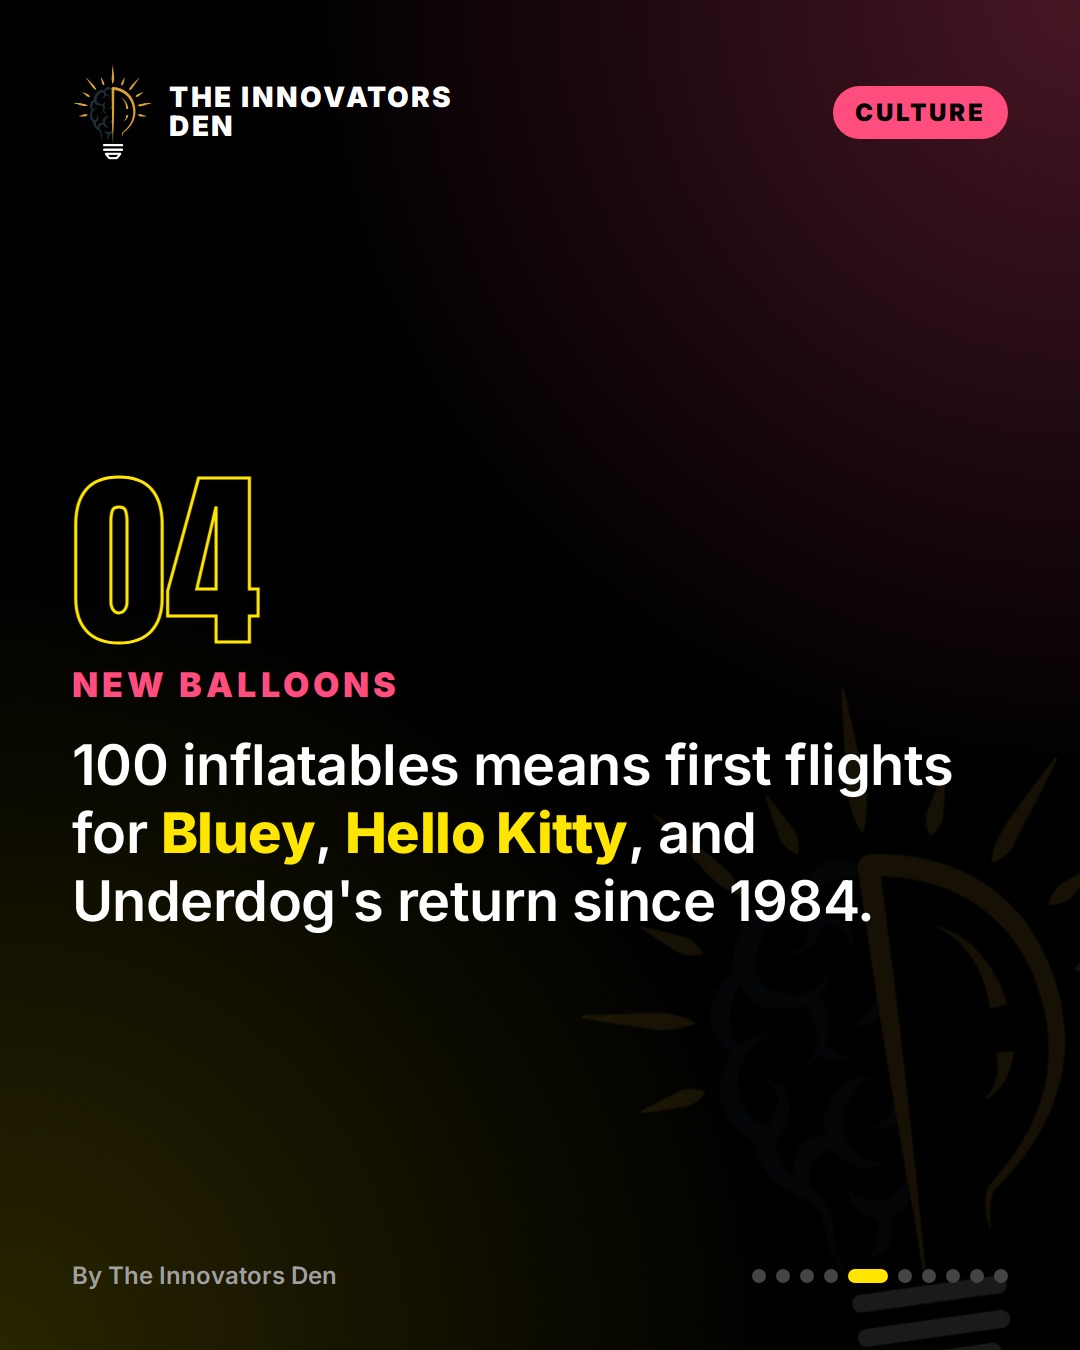 THE INNOVATORS
DEN
CULTURE
04
NEW BALLOONS
100 inflatables means first flights
for Bluey, Hello Kitty, and
Underdog's return since 1984.
By The Innovators Den